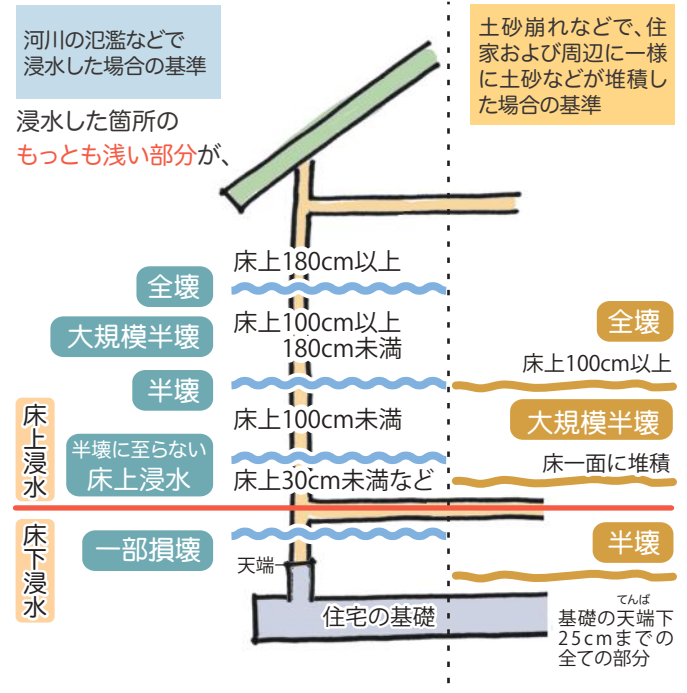 河川の氾濫などで
浸水した場合の基準
浸水した箇所の
もっとも浅い部分が、
土砂崩れなどで、住
家および周辺に一様
に土砂などが堆積し
た場合の基準
床上180cm以上
全壊
床上100cm以上
180cm未満
大規模半壊
半壊
床上100cm未満
床上浸水
半壊に至らない
床上浸水
床上30cm未満など
床下浸水
一部損壊
天端
住宅の基礎
全壊
床上100cm以上
大規模半壊
床一面に堆積
半壊
てんば
基礎の天端下
25cmまでの
全ての部分